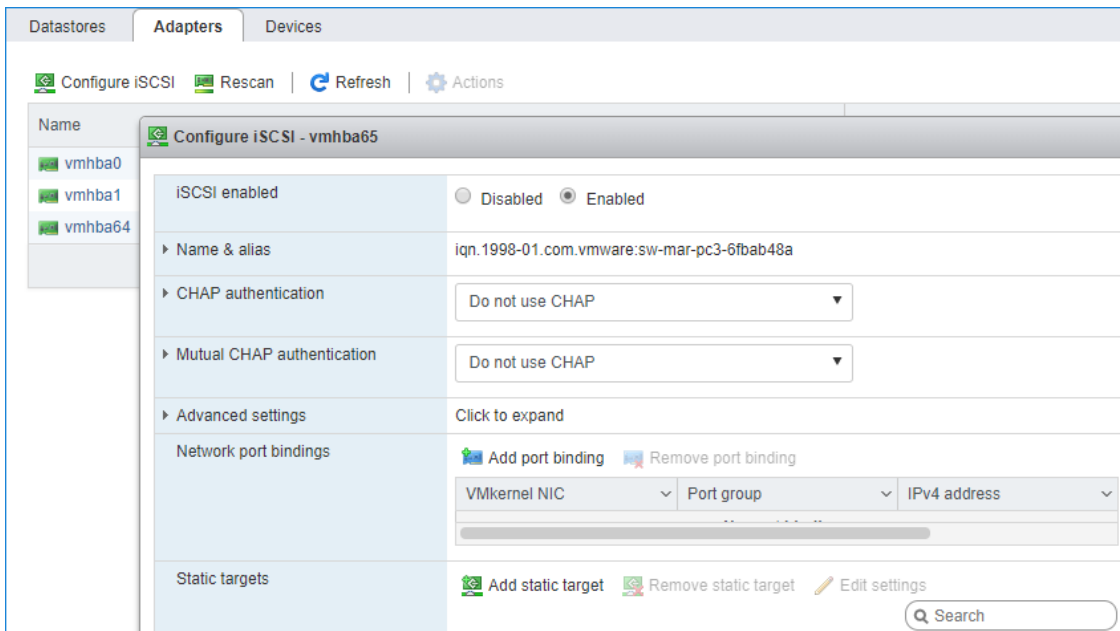 Datastores Adapters Devices
Configure iSCSI Rescan Refresh Actions
Name
Configure iSCSI - vmhba65
vmhba0
vmhba1
vmhba64
iSCSI enabled Disabled Enabled
Name & alias iqn.1998-01.com.vmware:sw-mar-pc3-6fbab48a
CHAP authentication Do not use CHAP
Mutual CHAP authentication Do not use CHAP
Advanced settings Click to expand
Network port bindings Add port binding Remove port binding
VMkernel NIC Port group IPv4 address
Static targets Add static target Remove static target Edit settings
Search